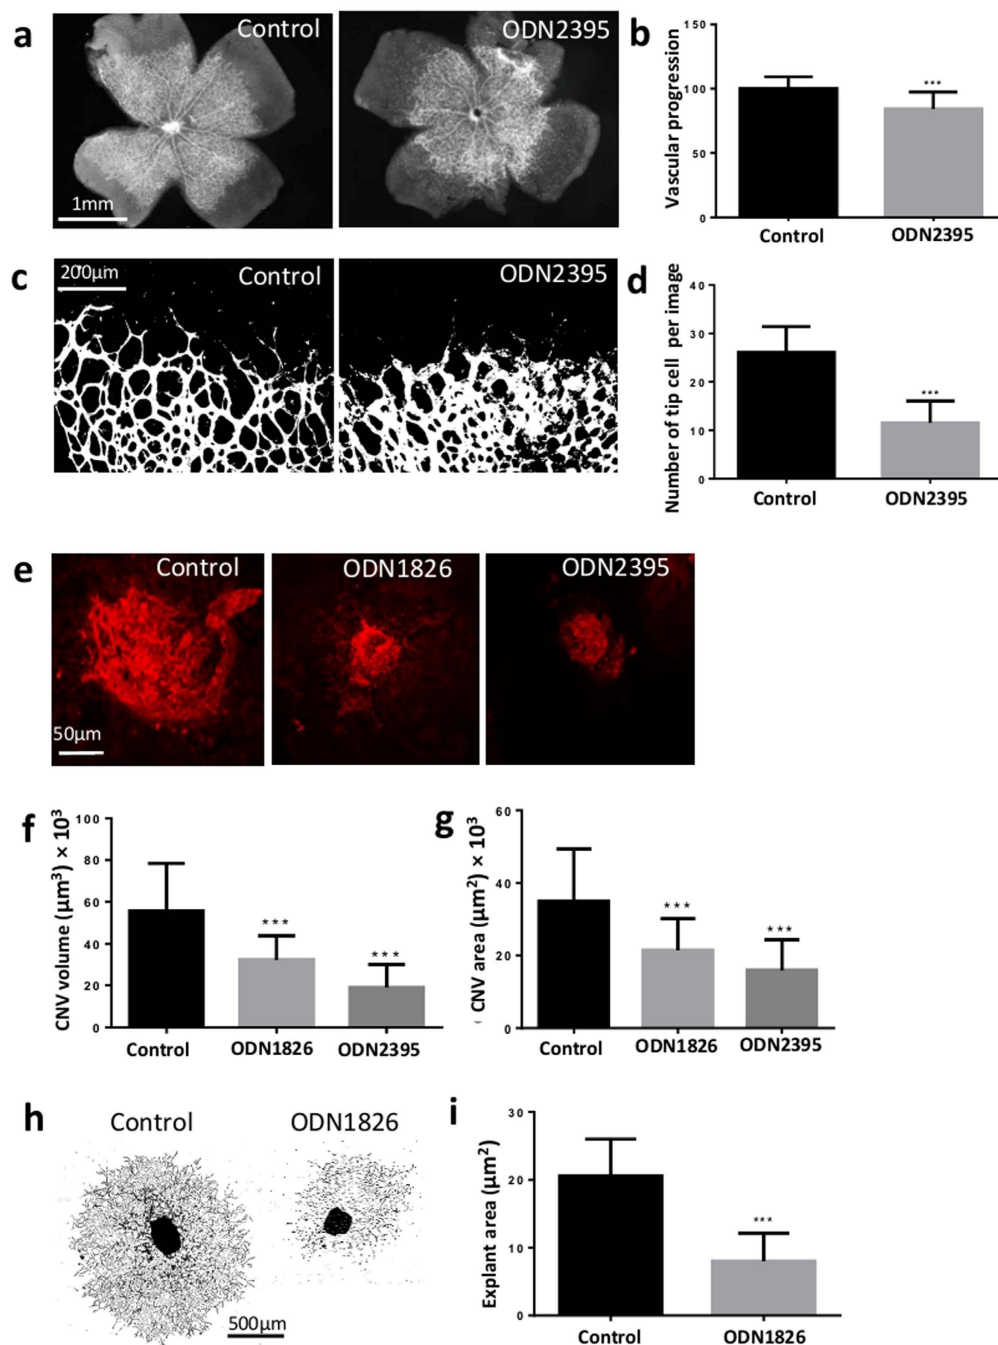 a
Control
ODN2395
1mm
b
Vascular progression
150
100
50
0
***
Control
ODN2395
c
200µm
Control
ODN2395
d
Number of tip cell per image
40
30
20
10
0
***
Control
ODN2395
e
Control
ODN1826
ODN2395
50µm
f
CNV volume (µm³) × 10³
100
80
60
40
20
0
***
***
Control
ODN1826
ODN2395
g
CNV area (µm²) × 10³
60
40
20
0
***
***
Control
ODN1826
ODN2395
h
Control
ODN1826
500µm
i
Explant area (µm²)
30
20
10
0
***
Control
ODN1826